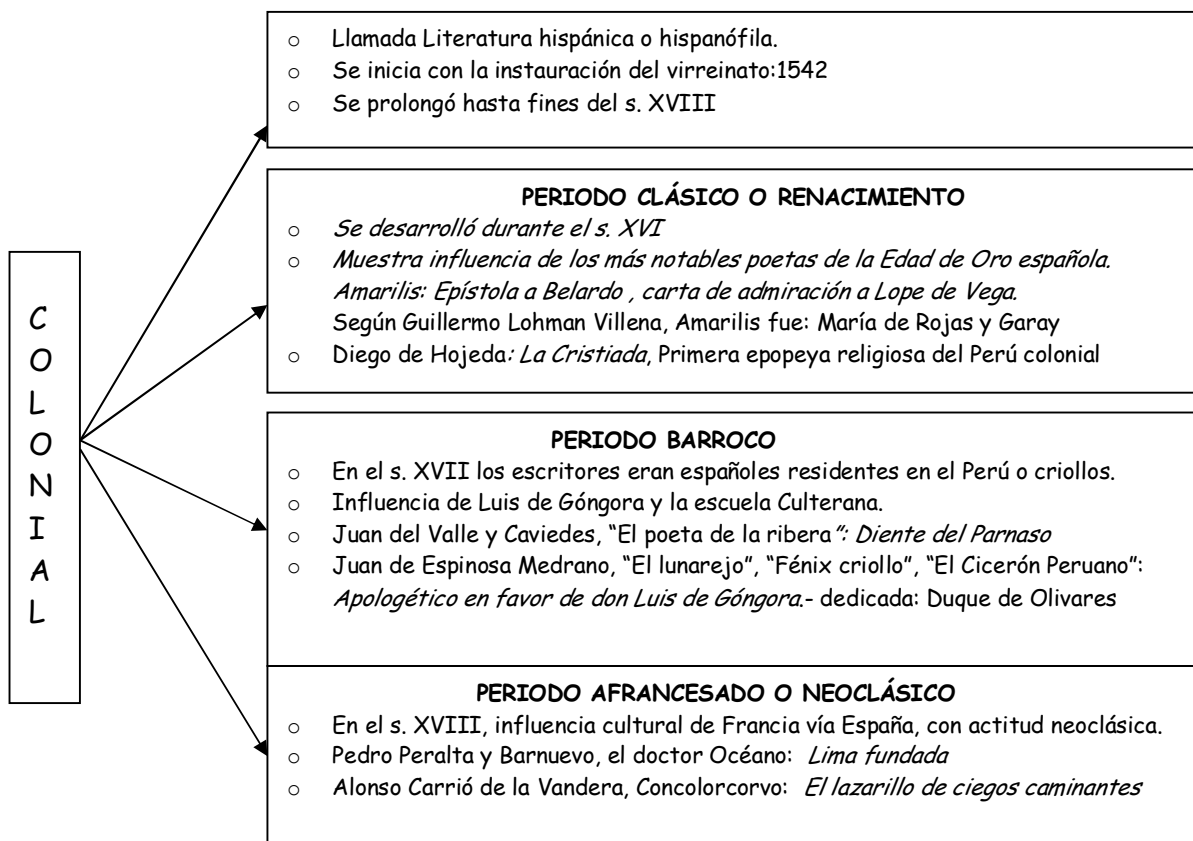 COLONIAL
o Llamada Literatura hispánica o hispanófila.
o Se inicia con la instauración del virreinato:1542
o Se prolongó hasta fines del s. XVIII
PERIODO CLÁSICO O RENACIMIENTO
o Se desarrolló durante el s. XVI
o Muestra influencia de los más notables poetas de la Edad de Oro española.
Amarilis: Epístola a Belardo , carta de admiración a Lope de Vega.
Según Guillermo Lohman Villena, Amarilis fue: María de Rojas y Garay
o Diego de Hojeda: La Cristiada, Primera epopeya religiosa del Perú colonial
PERIODO BARROCO
o En el s. XVII los escritores eran españoles residentes en el Perú o criollos.
o Influencia de Luis de Góngora y la escuela Culterana.
o Juan del Valle y Caviedes, “El poeta de la ribera”: Diente del Parnaso
o Juan de Espinosa Medrano, “El lunarejo”, “Fénix criollo”, “El Cicerón Peruano”:
Apologético en favor de don Luis de Góngora.- dedicada: Duque de Olivares
PERIODO AFRANCESADO O NEOCLÁSICO
o En el s. XVIII, influencia cultural de Francia vía España, con actitud neoclásica.
o Pedro Peralta y Barnuevo, el doctor Océano: Lima fundada
o Alonso Carrió de la Vandera, Concolorcorvo: El lazarillo de ciegos caminantes